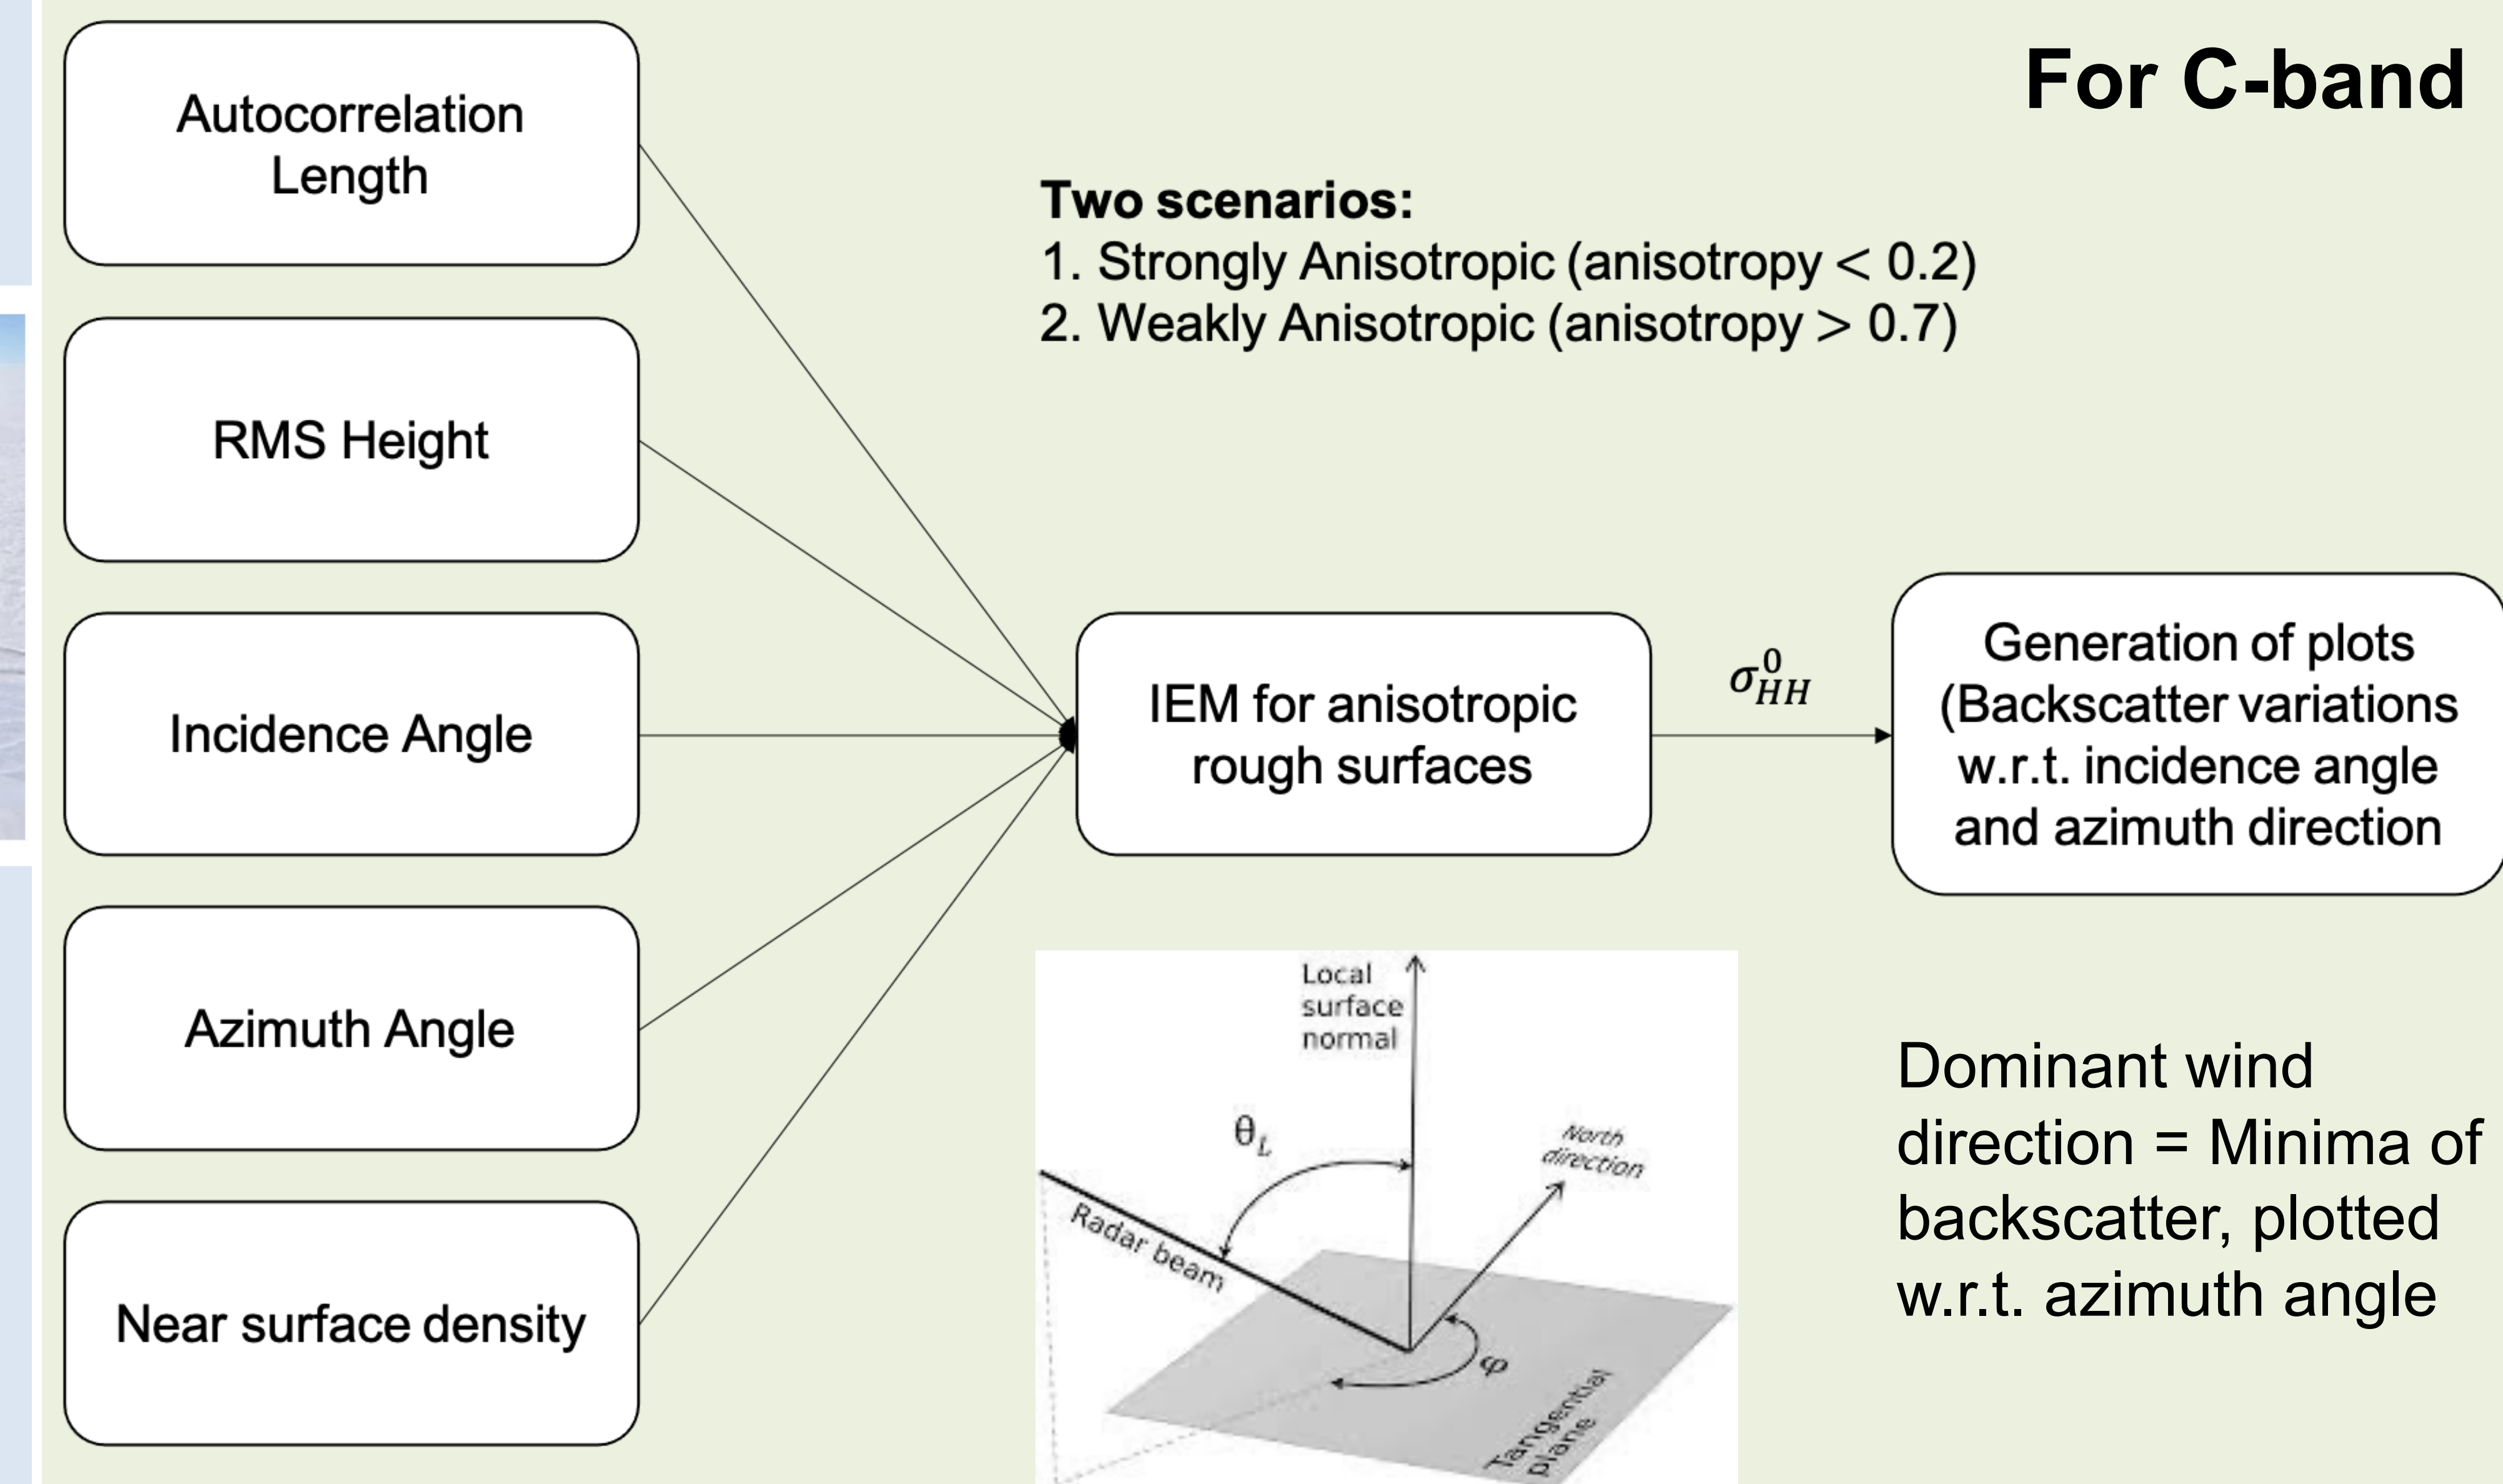 For C-band
Autocorrelation
Length
Two scenarios:
1. Strongly Anisotropic (anisotropy < 0.2)
2. Weakly Anisotropic (anisotropy > 0.7)
RMS Height
Incidence Angle
IEM for anisotropic
rough surfaces
σ⁰HH
Generation of plots
(Backscatter variations
w.r.t. incidence angle
and azimuth direction
Azimuth Angle
Near surface density
Local
surface
normal
θL
North
direction
Radar beam
φ
Tangential
plane
Dominant wind
direction = Minima of
backscatter, plotted
w.r.t. azimuth angle